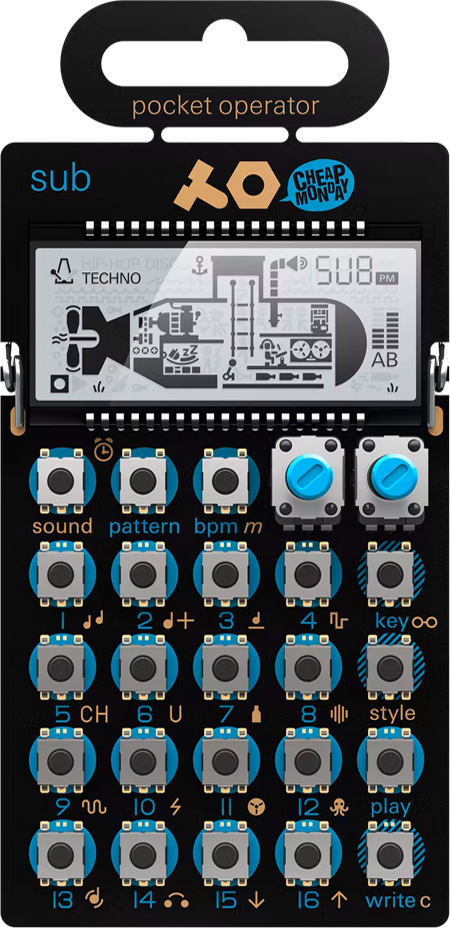 pocket operator
sub
CHEAP
MONDAY
HIP-HOP DISCO
TECHNO
SUB PM
zZ
AB
sound pattern bpm m
1 2 3 4 key
5 CH 6 U 7 8 style
9 10 11 12 play
13 14 15 16 write c